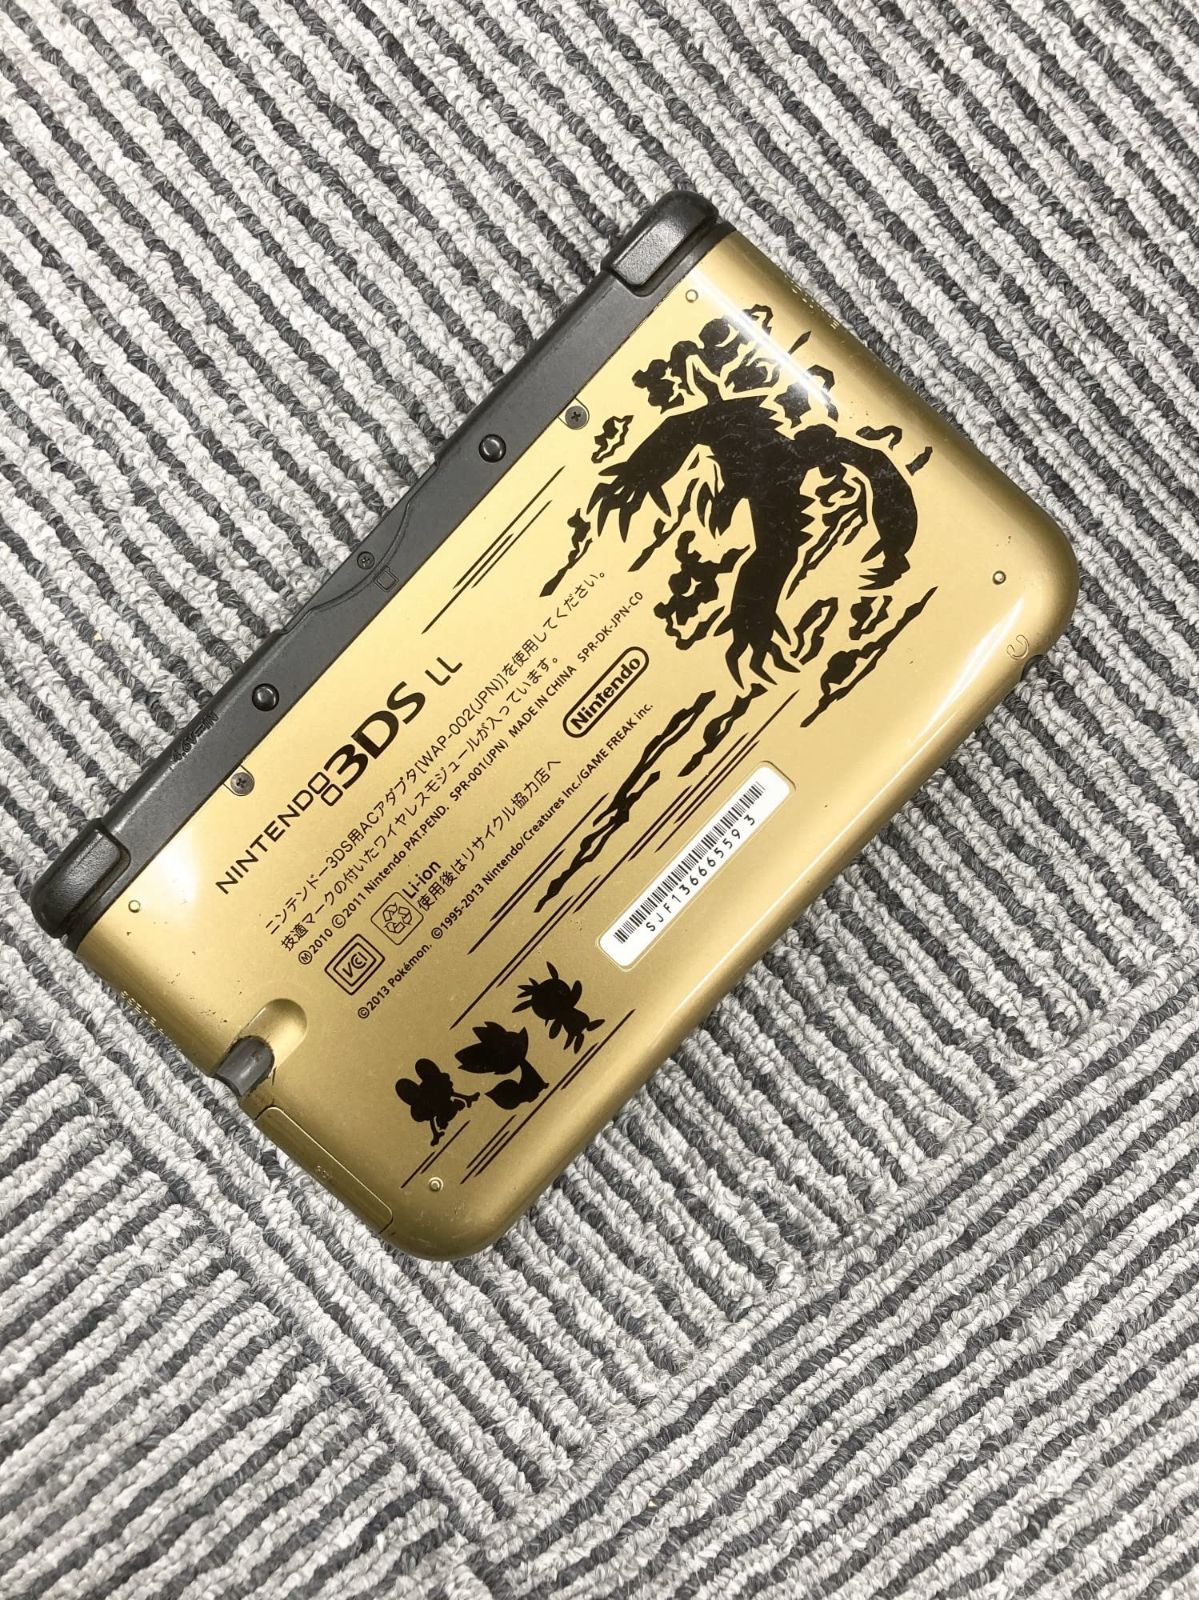 NINTENDO 3DS LL
ニンテンドー3DS用ACアダプタ[WAP-002(JPN)]を使用してください。
技適マークの付いたワイヤレスモジュールが入っています。
Ⓜ2010 ©2011 Nintendo PAT.PEND. SPR-001(JPN) MADE IN CHINA SPR-DK-JPN-C0
VCI
Li-ion
使用後はリサイクル協力店へ
Nintendo
©2013 Pokémon. ©1995-2013 Nintendo/Creatures Inc./GAME FREAK inc.
SJF13666559 3